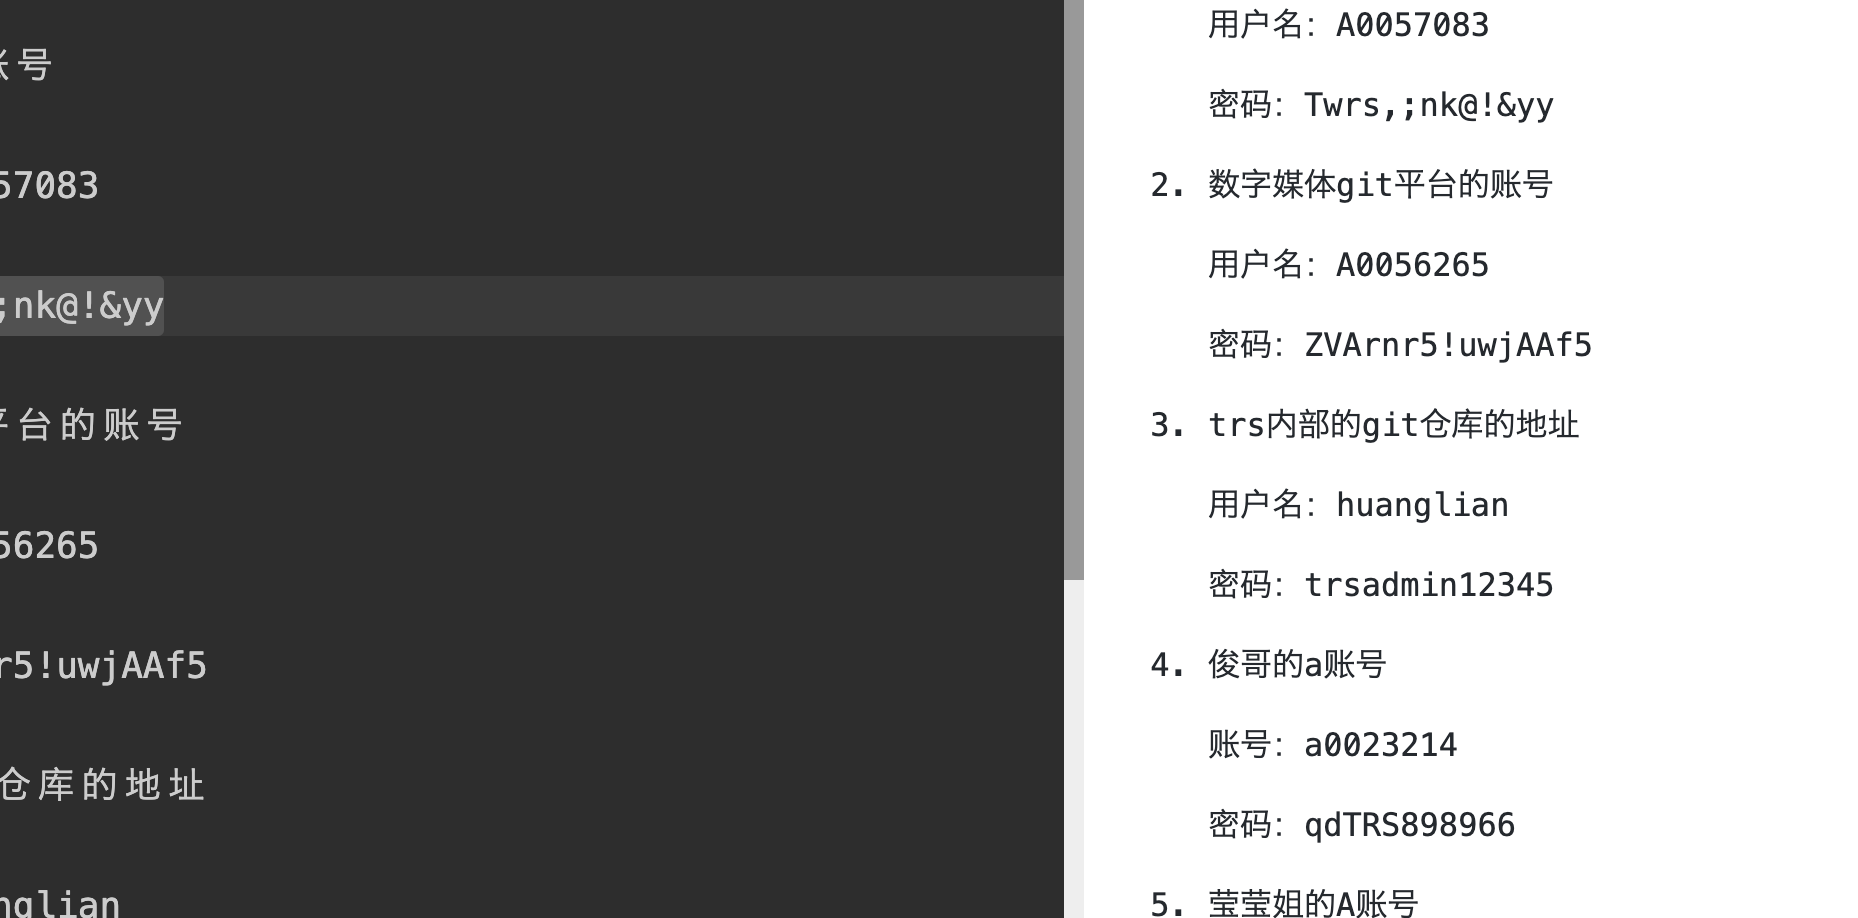 账号
57083
;nk@!&yy
平台的账号
56265
r5!uwjAAf5
仓库的地址
nglian
用户名: A0057083
密码: Twrs,;nk@!&yy
2. 数字媒体git平台的账号
用户名: A0056265
密码: ZVArnr5!uwjAAf5
3. trs内部的git仓库的地址
用户名: huanglian
密码: trsadmin12345
4. 俊哥的a账号
账号: a0023214
密码: qdTRS898966
5. 莹莹姐的A账号